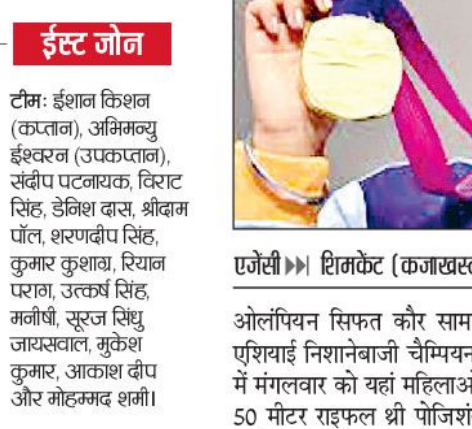 ईस्ट जोन
टीमः ईशान किशन
(कप्तान), अभिमन्यु
ईश्वरन (उपकप्तान),
संदीप पटनायक, विराट
सिंह, डेनिश दास, श्रीदाम
पॉल, शरणदीप सिंह,
कुमार कुशाग्र, रियान
पराग, उत्कर्ष सिंह,
मनीषी, सूरज सिंधु
जायसवाल, मुकेश
कुमार, आकाश दीप
और मोहम्मद शमी।
एजेंसी ▶▶| शिमकेंट (कजाखस्त
ओलंपियन सिफत कौर साम
एशियाई निशानेबाजी चैम्पियन
में मंगलवार को यहां महिलाओ
50 मीटर राइफल थ्री पोजिशं